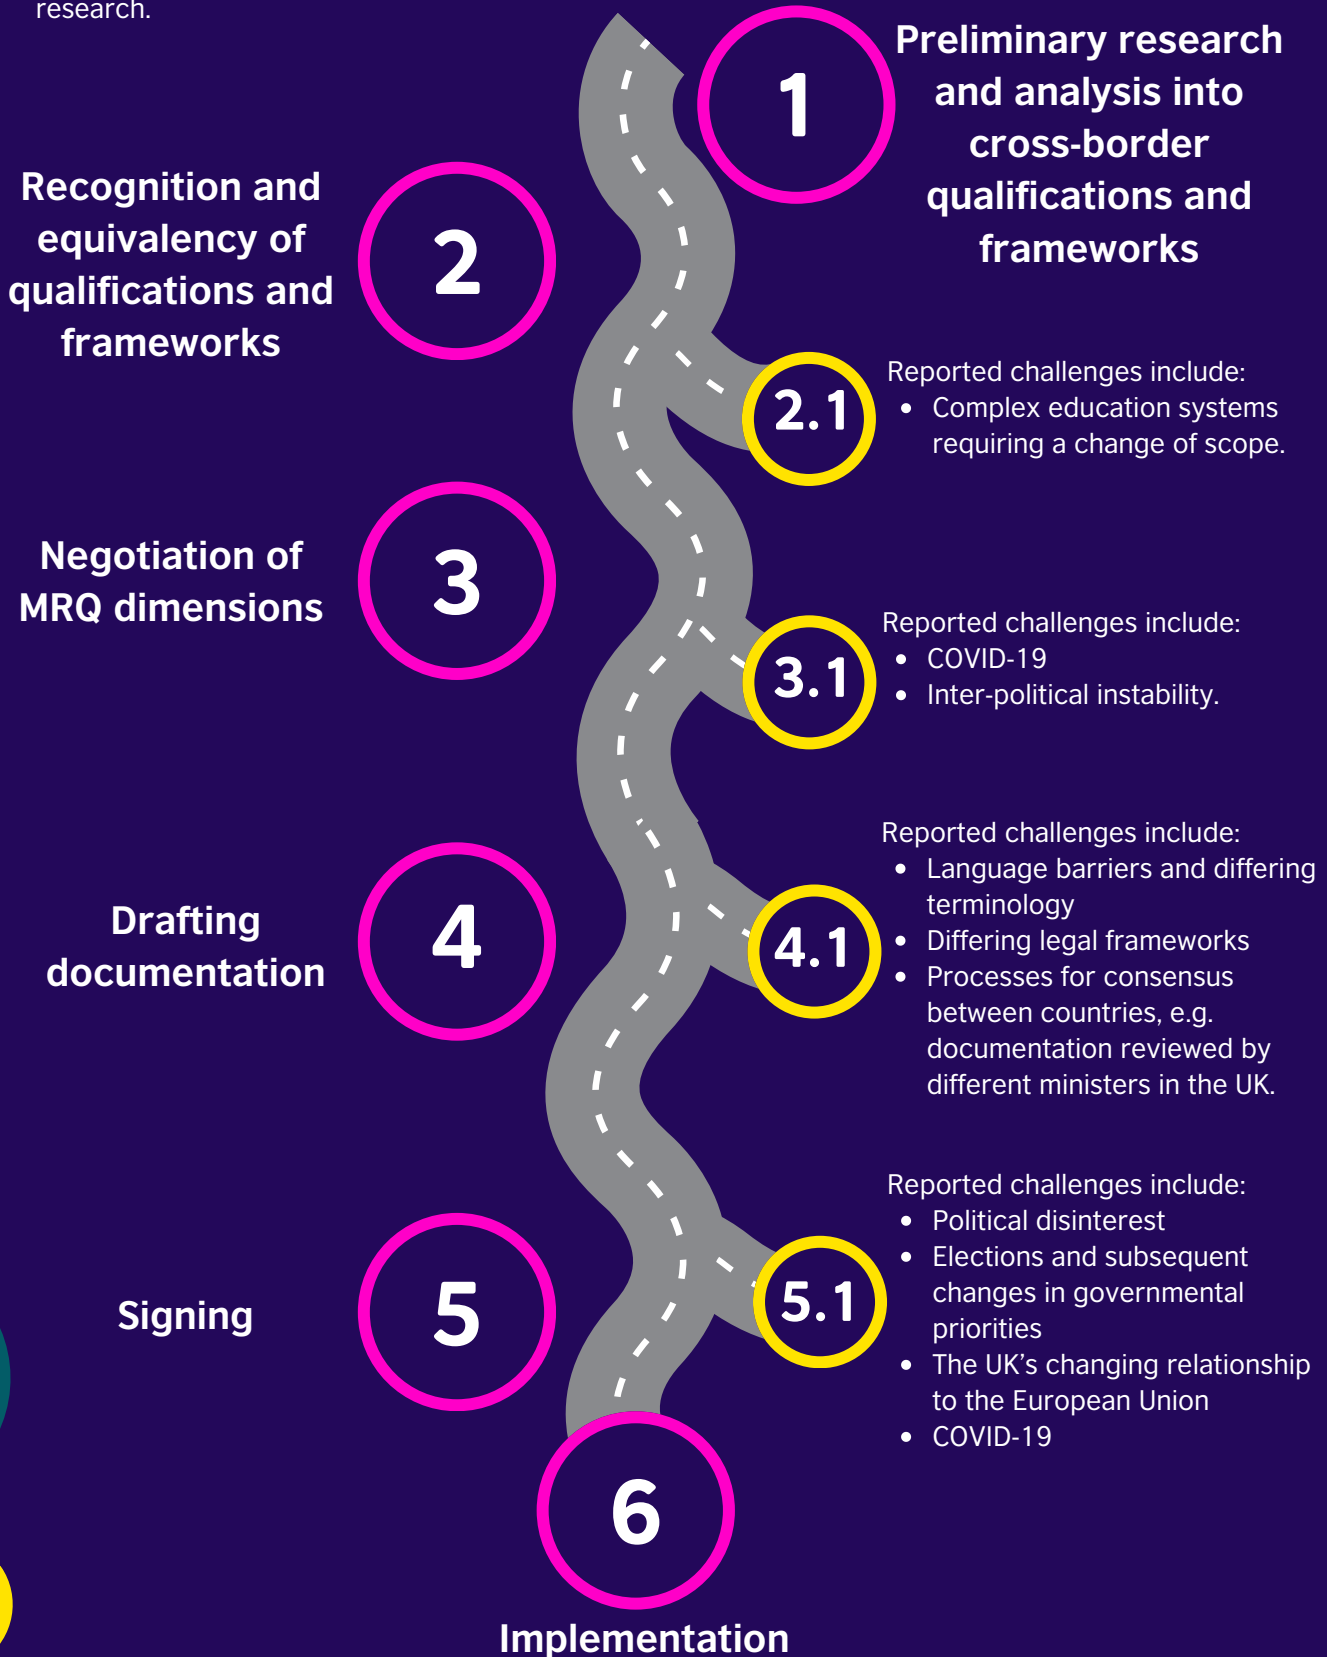 research.
1
Preliminary research
and analysis into
cross-border
qualifications and
frameworks
Recognition and
equivalency of
qualifications and
frameworks
2
2.1
Reported challenges include:
• Complex education systems
requiring a change of scope.
Negotiation of
MRQ dimensions
3
3.1
Reported challenges include:
• COVID-19
• Inter-political instability.
Drafting
documentation
4
4.1
Reported challenges include:
• Language barriers and differing
terminology
• Differing legal frameworks
• Processes for consensus
between countries, e.g.
documentation reviewed by
different ministers in the UK.
Signing
5
5.1
Reported challenges include:
• Political disinterest
• Elections and subsequent
changes in governmental
priorities
• The UK's changing relationship
to the European Union
• COVID-19
6
Implementation